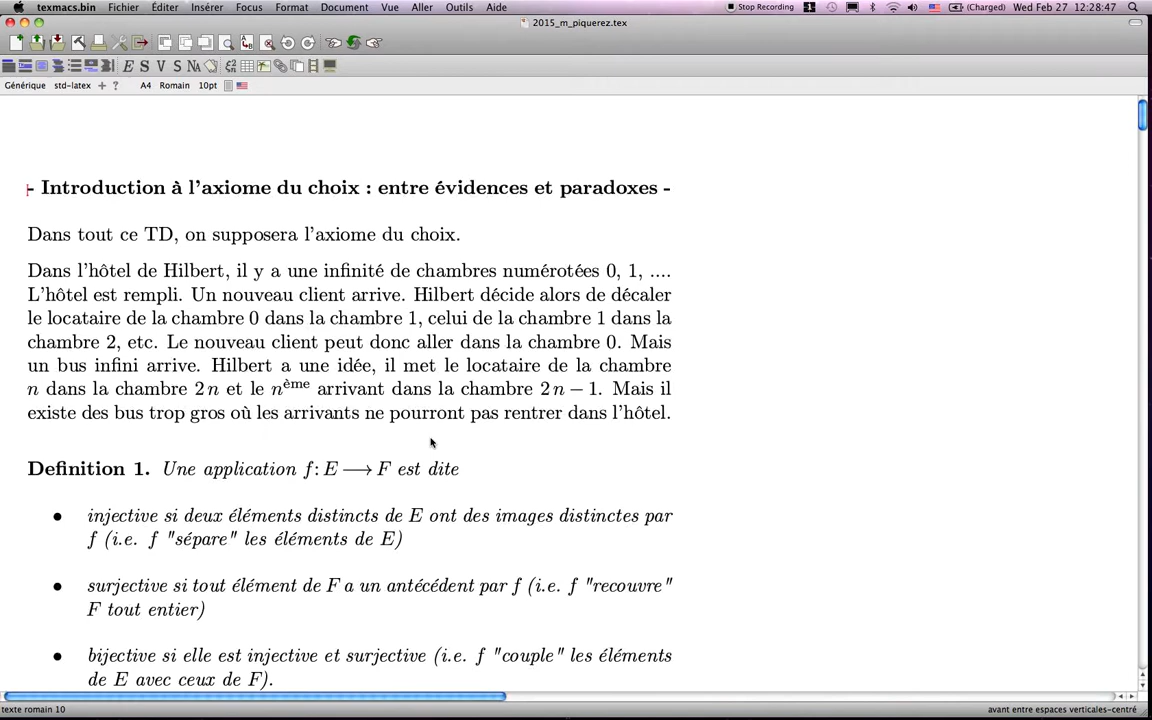 texmacs.bin Fichier Éditer Insérer Focus Format Document Vue Aller Outils Aide Stop Recording 1 (Charged) Wed Feb 27 12:28:47
2015_m_piquerez.tex
E S V S NA
Générique std-latex + ? A4 Romain 10pt
- Introduction à l'axiome du choix : entre évidences et paradoxes -
Dans tout ce TD, on supposera l'axiome du choix.
Dans l'hôtel de Hilbert, il y a une infinité de chambres numérotées 0, 1, ....
L'hôtel est rempli. Un nouveau client arrive. Hilbert décide alors de décaler
le locataire de la chambre 0 dans la chambre 1, celui de la chambre 1 dans la
chambre 2, etc. Le nouveau client peut donc aller dans la chambre 0. Mais
un bus infini arrive. Hilbert a une idée, il met le locataire de la chambre
n dans la chambre 2 n et le nème arrivant dans la chambre 2 n − 1. Mais il
existe des bus trop gros où les arrivants ne pourront pas rentrer dans l'hôtel.
Definition 1. Une application f: E ⟶ F est dite
• injective si deux éléments distincts de E ont des images distinctes par
f (i.e. f "sépare" les éléments de E)
• surjective si tout élément de F a un antécédent par f (i.e. f "recouvre"
F tout entier)
• bijective si elle est injective et surjective (i.e. f "couple" les éléments
de E avec ceux de F).
texte romain 10 avant entre espaces verticales-centré